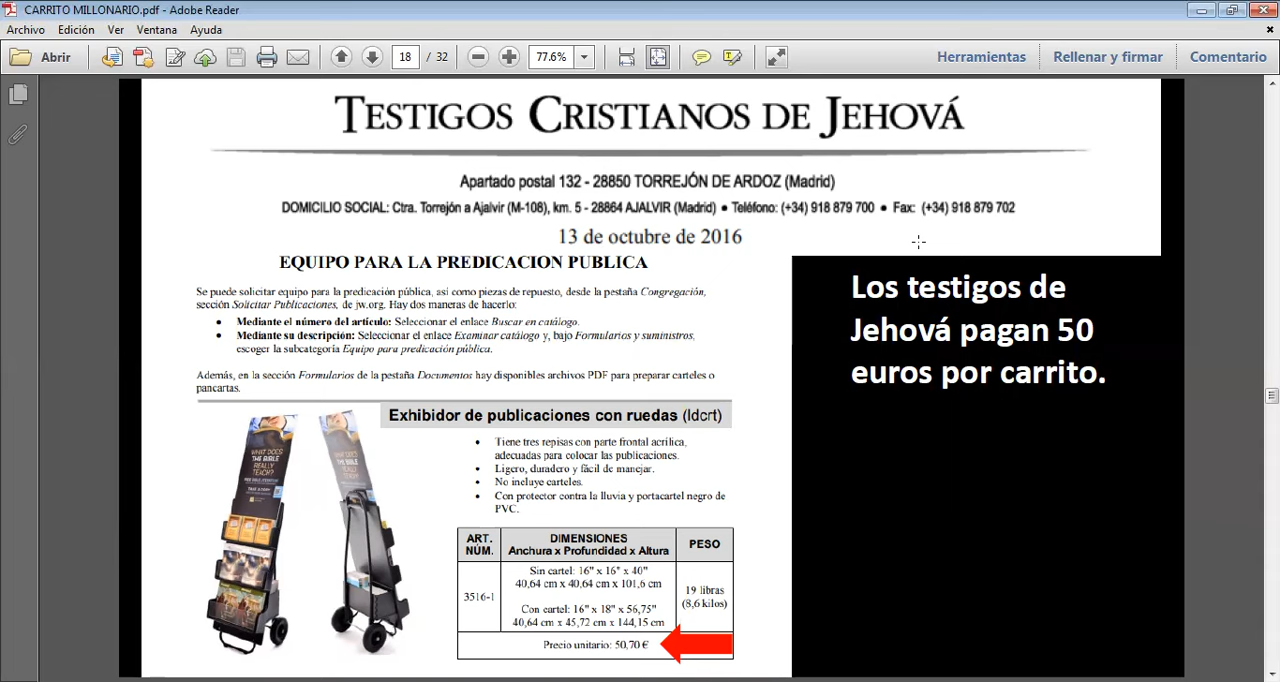 CARRITO MILLONARIO.pdf - Adobe Reader
Archivo Edición Ver Ventana Ayuda
Abrir 18 / 32 77.6% Herramientas Rellenar y firmar Comentario
TESTIGOS CRISTIANOS DE JEHOVÁ
Apartado postal 132 - 28850 TORREJÓN DE ARDOZ (Madrid)
DOMICILIO SOCIAL: Ctra. Torrejón a Ajalvir (M-108), km. 5 - 28864 AJALVIR (Madrid) • Teléfono: (+34) 918 879 700 • Fax: (+34) 918 879 702
13 de octubre de 2016
EQUIPO PARA LA PREDICACION PUBLICA
Se puede solicitar equipo para la predicación pública, así como piezas de repuesto, desde la pestaña Congregación,
sección Solicitar Publicaciones, de jw.org. Hay dos maneras de hacerlo:
• Mediante el número del artículo: Seleccionar el enlace Buscar en catálogo.
• Mediante su descripción: Seleccionar el enlace Examinar catálogo y, bajo Formularios y suministros,
escoger la subcategoría Equipo para predicación pública.
Además, en la sección Formularios de la pestaña Documentos hay disponibles archivos PDF para preparar carteles o
pancartas.
Exhibidor de publicaciones con ruedas (ldcrt)
• Tiene tres repisas con parte frontal acrílica,
adecuadas para colocar las publicaciones.
• Ligero, duradero y fácil de manejar.
• No incluye carteles.
• Con protector contra la lluvia y portacartel negro de
PVC.
ART. NÚM.
DIMENSIONES
Anchura x Profundidad x Altura
PESO
3516-1
Sin cartel: 16" x 16" x 40"
40,64 cm x 40,64 cm x 101,6 cm
Con cartel: 16" x 18" x 56,75"
40,64 cm x 45,72 cm x 144,15 cm
19 libras
(8,6 kilos)
Precio unitario: 50,70 €
WHAT DOES
THE BIBLE
REALLY
TEACH?
Los testigos de
Jehová pagan 50
euros por carrito.